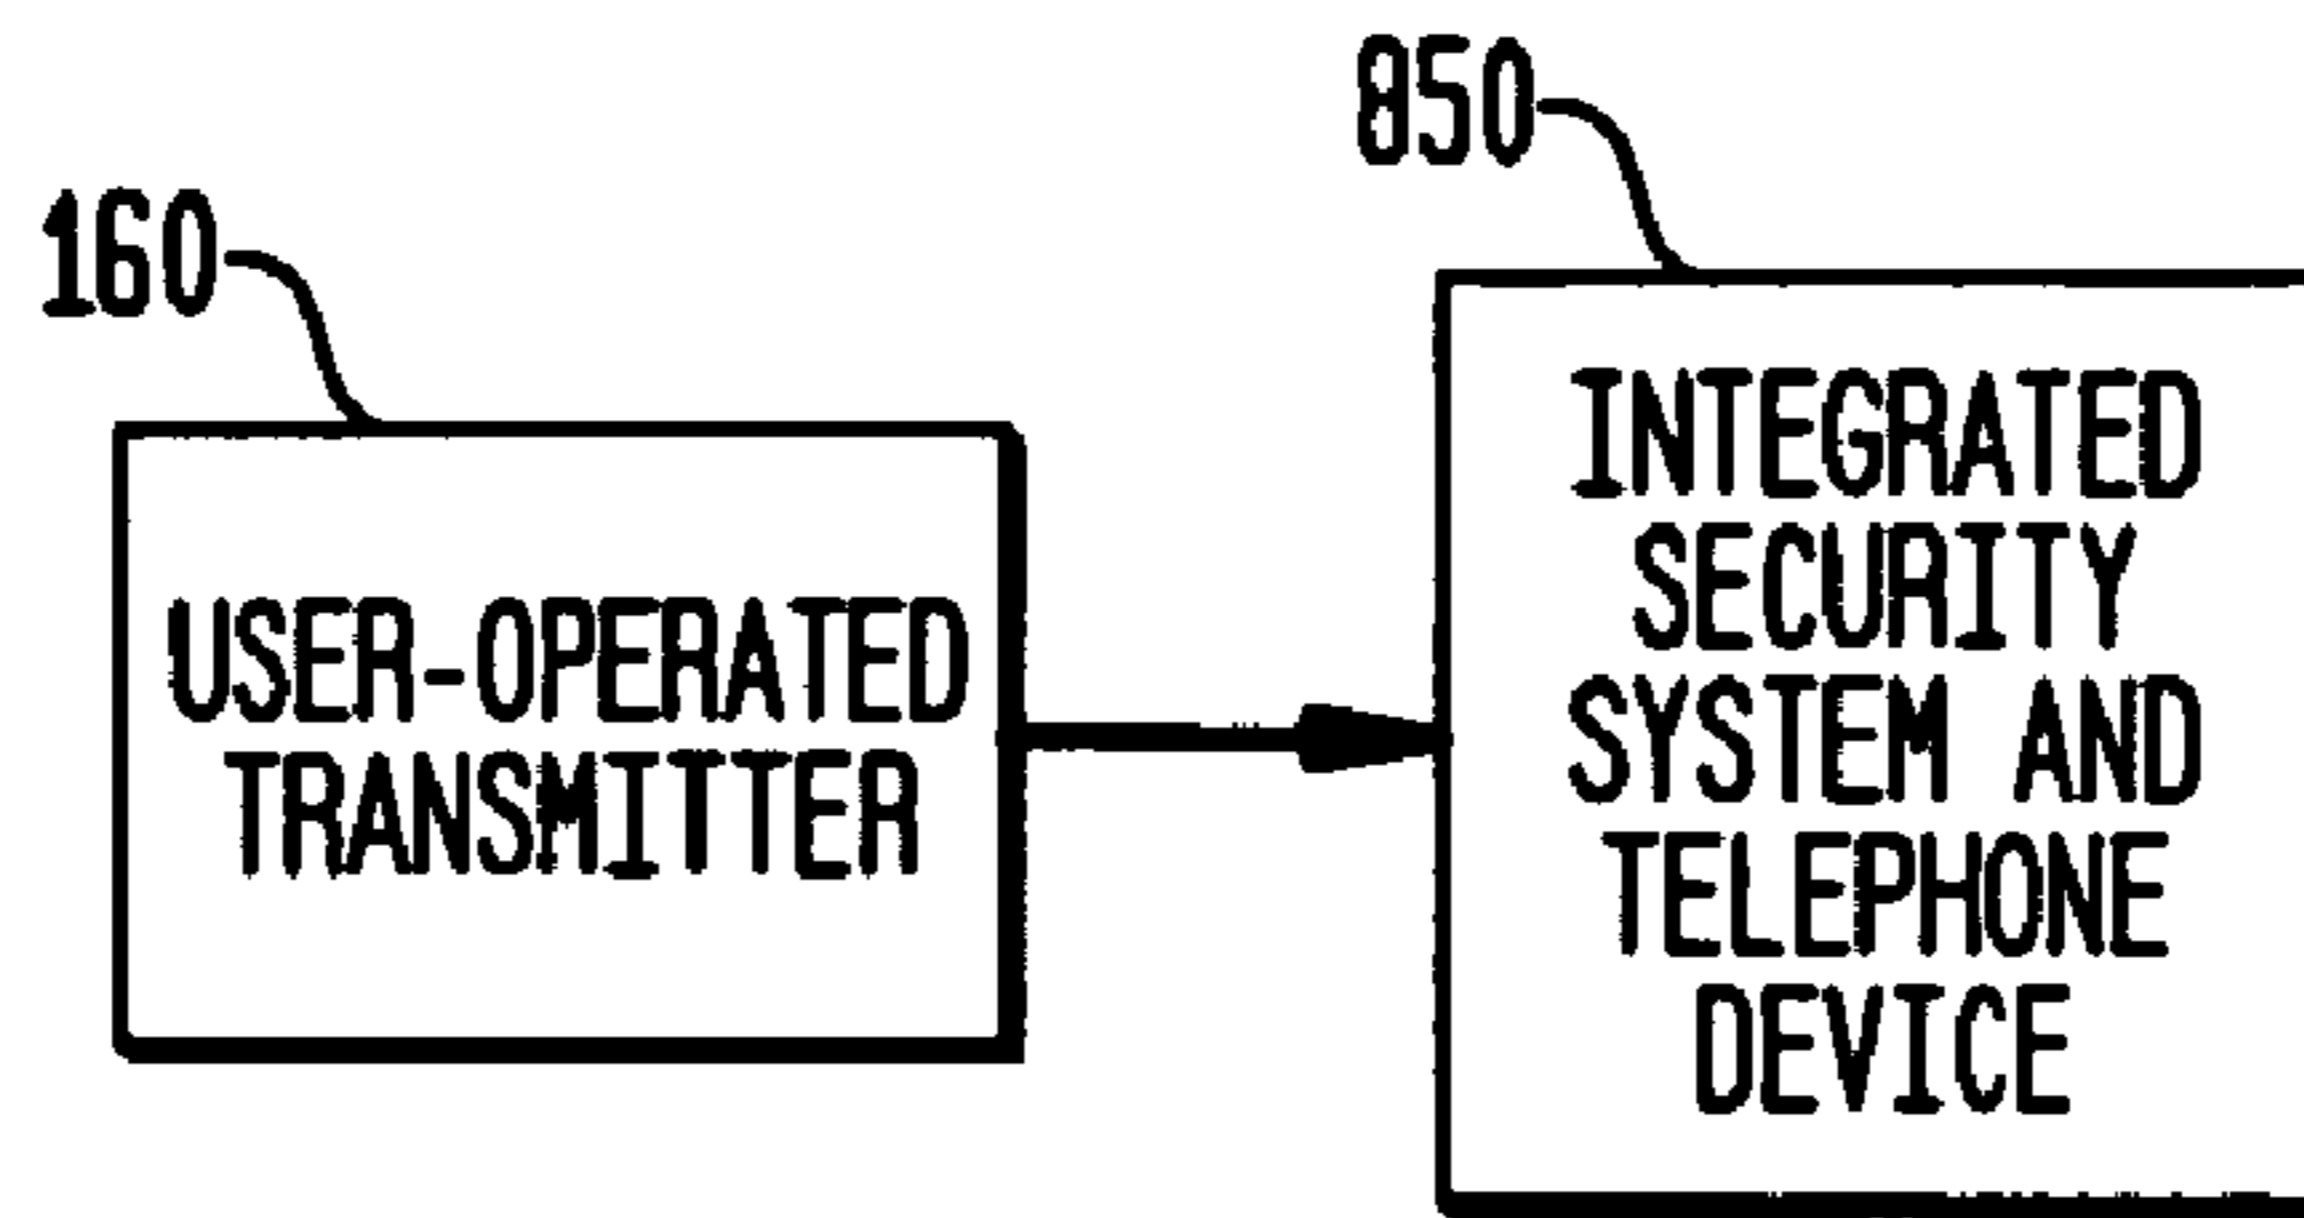 850
160
USER-OPERATED
TRANSMITTER
INTEGRATED
SECURITY
SYSTEM AND
TELEPHONE
DEVICE